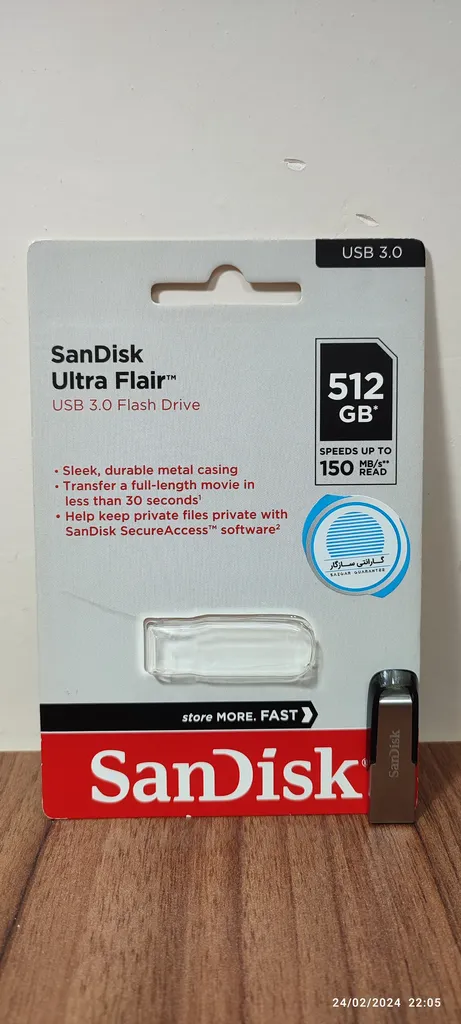 USB 3.0
SanDisk
Ultra Flair™
USB 3.0 Flash Drive
512
GB*
SPEEDS UP TO
150 MB/s**
READ
• Sleek, durable metal casing
• Transfer a full-length movie in
less than 30 seconds¹
• Help keep private files private with
SanDisk SecureAccess™ software²
گارانتی سازگار
SAZGAR GUARANTEE
store MORE. FAST
SanDisk®
SanDisk
24/02/2024 22:05